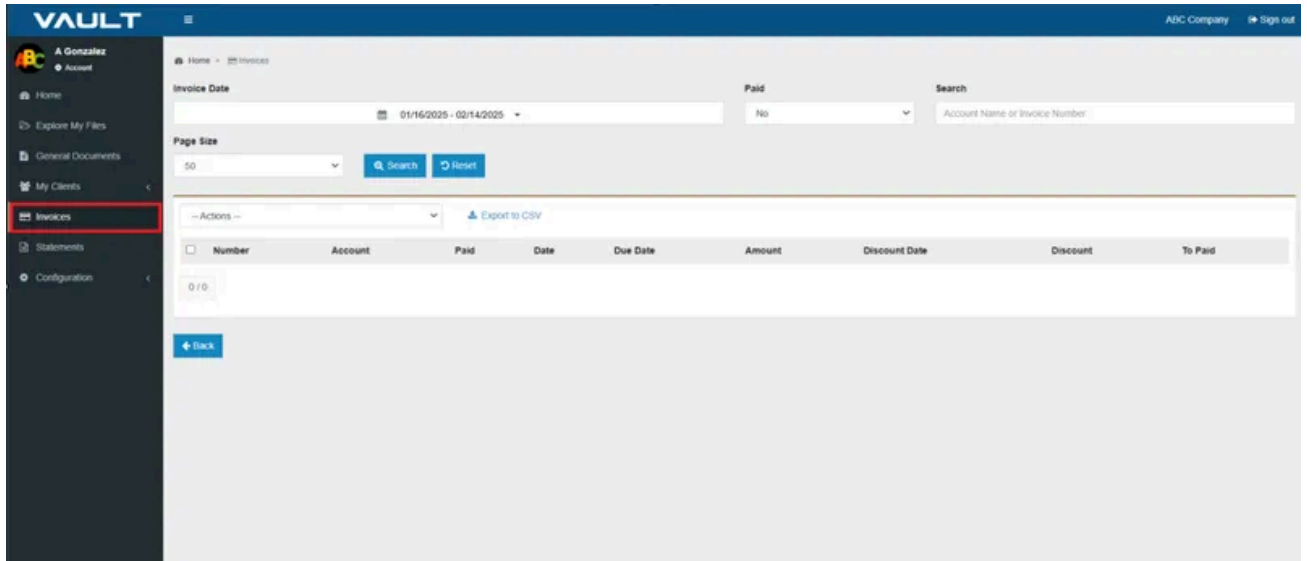 VAULT
ABC Company Sign out
ABC
A Gonzalez
Account
Home
Explore My Files
General Documents
My Clients
Invoices
Statements
Configuration
Home Invoices
Invoice Date Paid Search
01/16/2025 - 02/14/2025 No Account Name or Invoice Number
Page Size
50 Search Reset
-- Actions -- Export to CSV
Number Account Paid Date Due Date Amount Discount Date Discount To Paid
0 / 0
Back